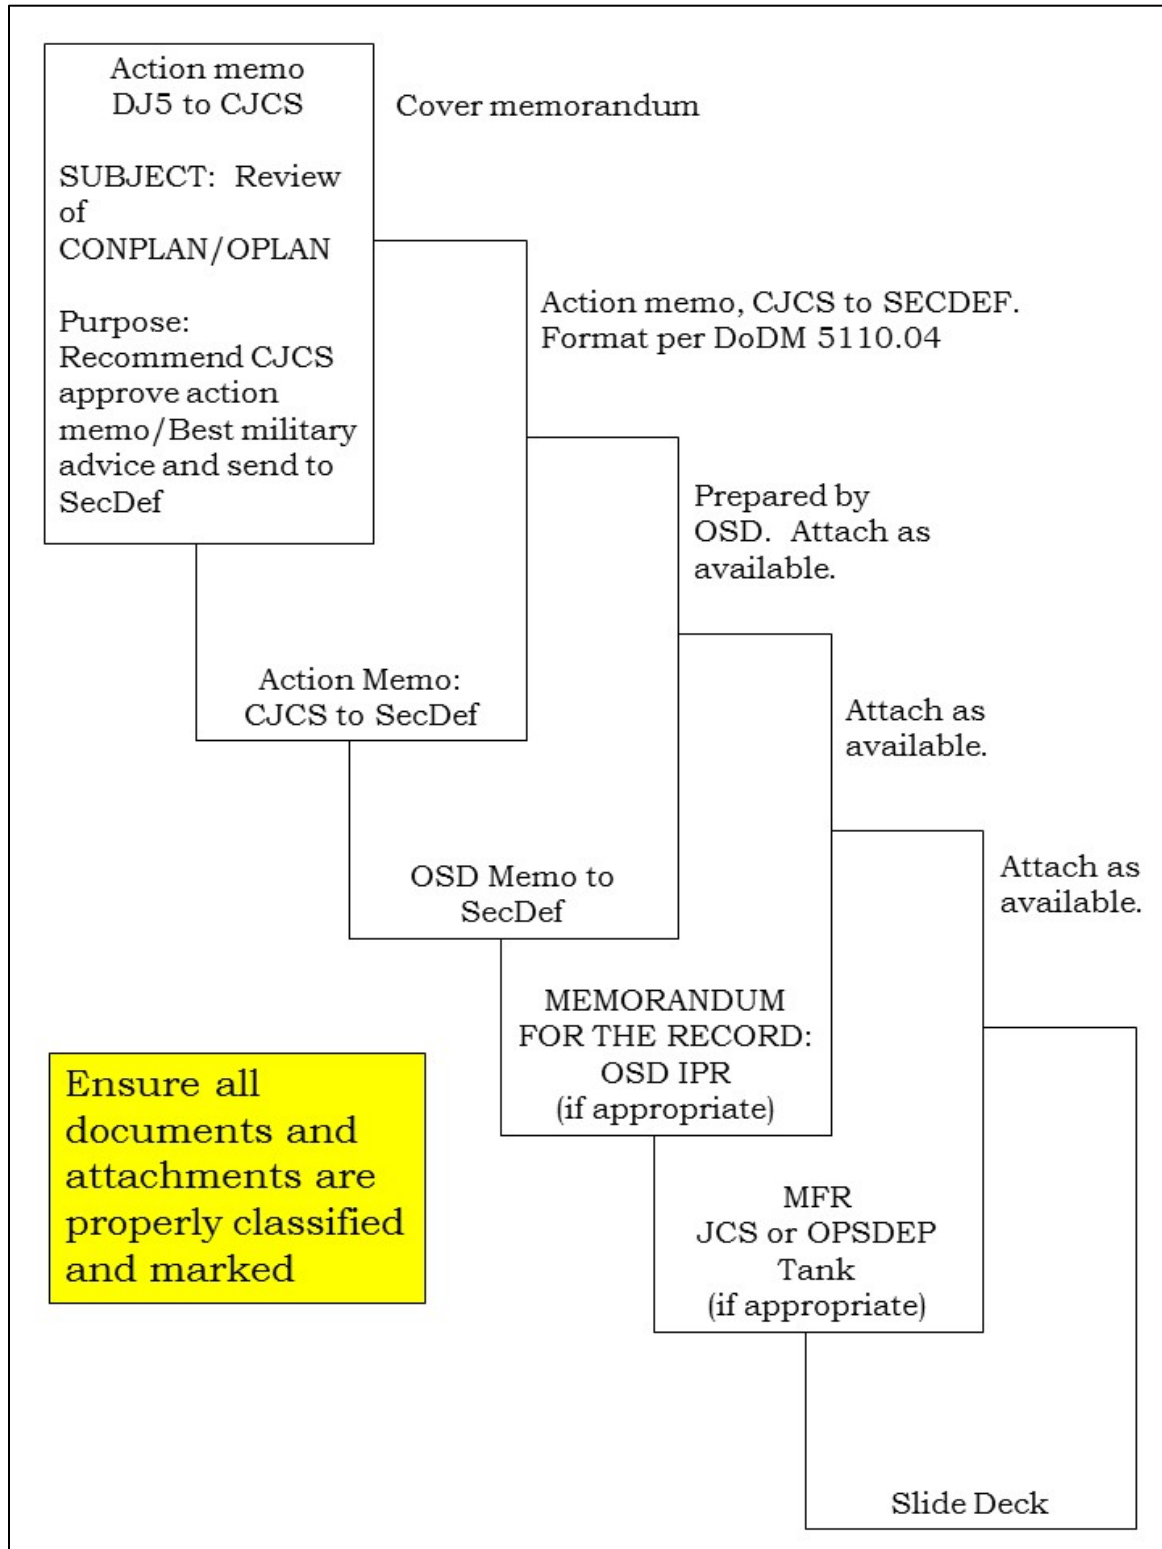 Action memo
DJ5 to CJCS
SUBJECT: Review
of
CONPLAN/OPLAN
Purpose:
Recommend CJCS
approve action
memo/Best military
advice and send to
SecDef
Cover memorandum
Action memo, CJCS to SECDEF.
Format per DoDM 5110.04
Action Memo:
CJCS to SecDef
Prepared by
OSD. Attach as
available.
OSD Memo to
SecDef
Attach as
available.
MEMORANDUM
FOR THE RECORD:
OSD IPR
(if appropriate)
Attach as
available.
MFR
JCS or OPSDEP
Tank
(if appropriate)
Slide Deck
Ensure all
documents and
attachments are
properly classified
and marked